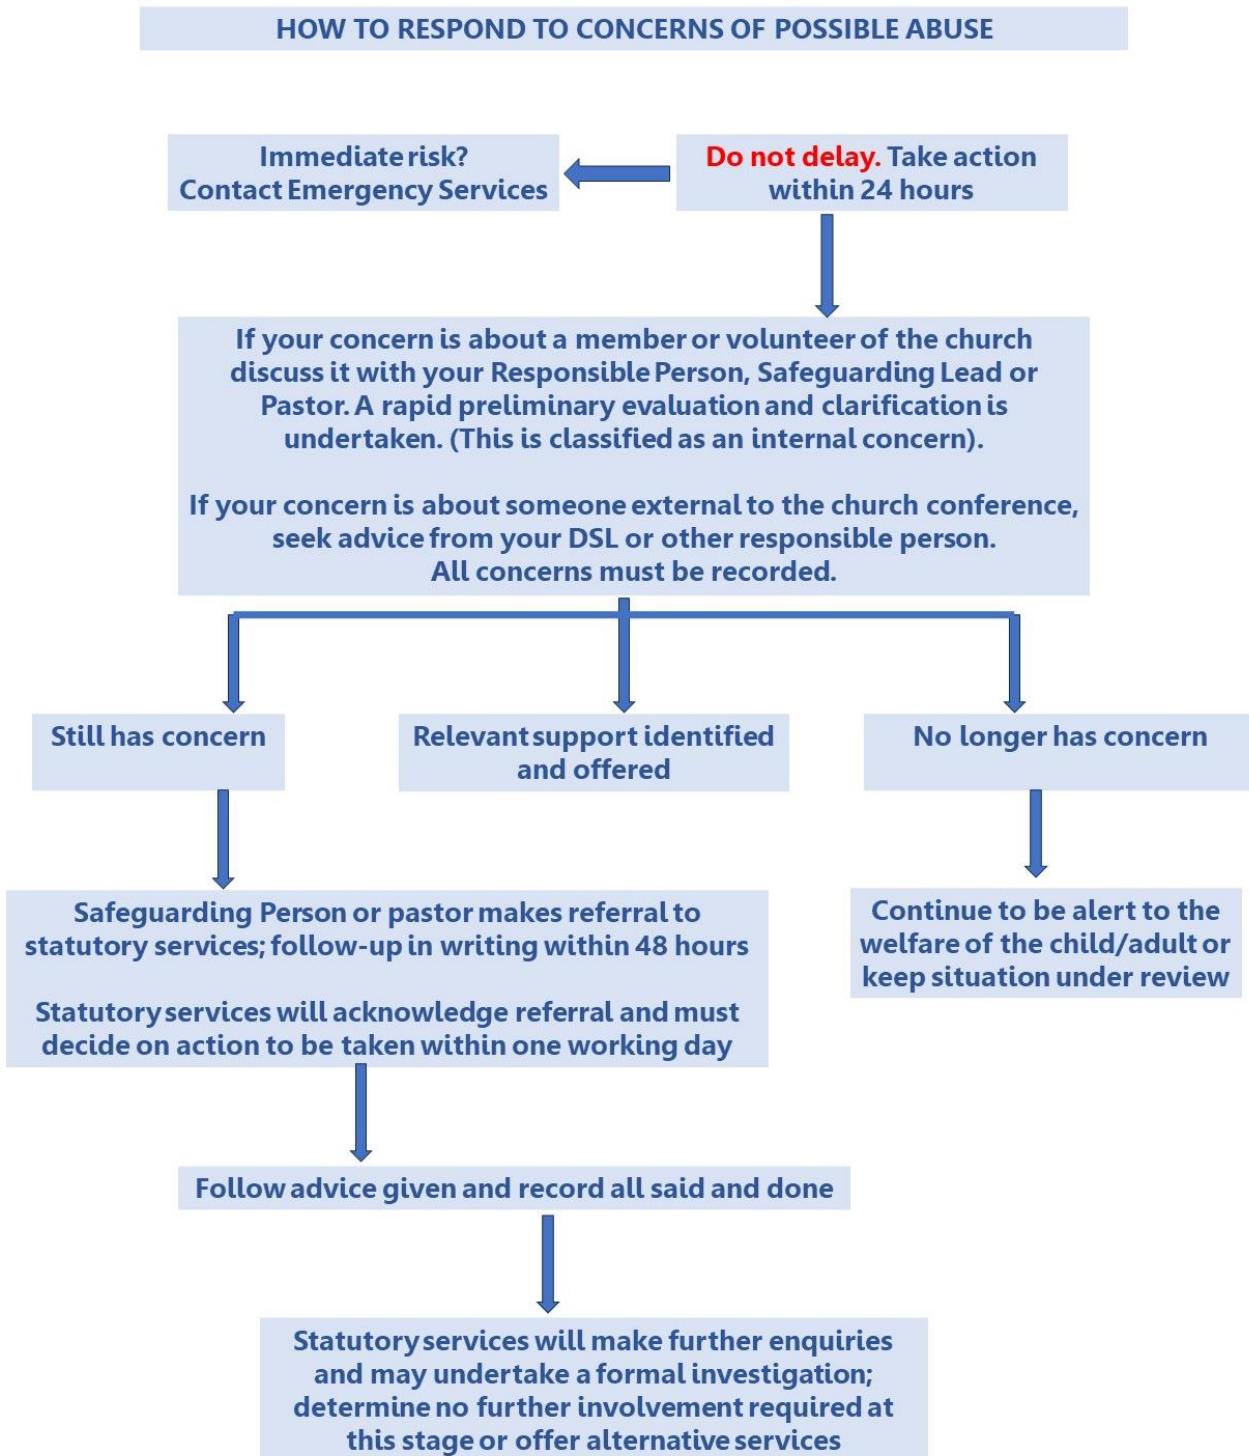 HOW TO RESPOND TO CONCERNS OF POSSIBLE ABUSE
Immediate risk?
Contact Emergency Services
Do not delay. Take action
within 24 hours
If your concern is about a member or volunteer of the church
discuss it with your Responsible Person, Safeguarding Lead or
Pastor. A rapid preliminary evaluation and clarification is
undertaken. (This is classified as an internal concern).
If your concern is about someone external to the church conference,
seek advice from your DSL or other responsible person.
All concerns must be recorded.
Still has concern
Relevant support identified
and offered
No longer has concern
Safeguarding Person or pastor makes referral to
statutory services; follow-up in writing within 48 hours
Statutory services will acknowledge referral and must
decide on action to be taken within one working day
Continue to be alert to the
welfare of the child/adult or
keep situation under review
Follow advice given and record all said and done
Statutory services will make further enquiries
and may undertake a formal investigation;
determine no further involvement required at
this stage or offer alternative services